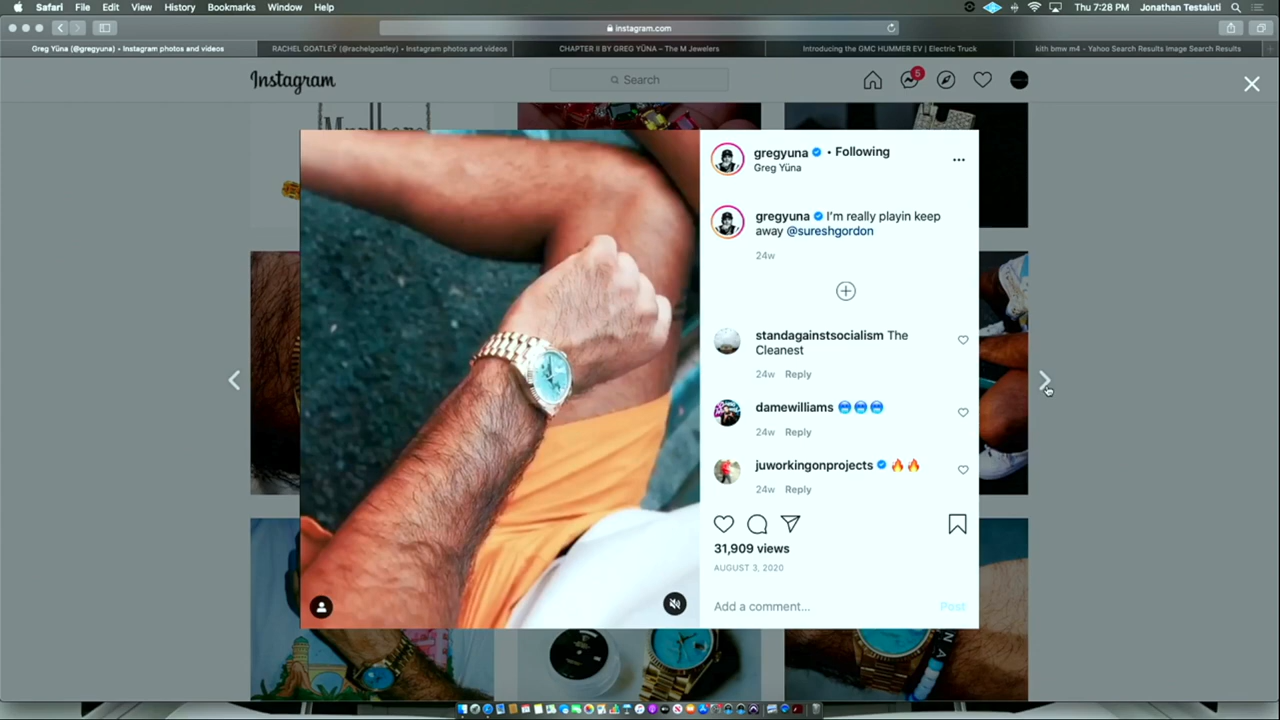 Safari File Edit View History Bookmarks Window Help
Thu 7:28 PM Jonathan Testaluti
instagram.com
Greg Yüna (@gregyuna) • Instagram photos and videos
RACHEL GOATLEY (@rachelgoatley) • Instagram photos and videos
CHAPTER II BY GREG YÜNA – The M Jewelers
Introducing the GMC HUMMER EV | Electric Truck
kith bmw m4 - Yahoo Search Results Image Search Results
Instagram
Search
5
gregyuna • Following
Greg Yüna
gregyuna I'm really playin keep
away @sureshgordon
24w
standagainstsocialism The
Cleanest
24w Reply
damewilliams 🥶🥶🥶
24w Reply
juworkingonprojects 🔥🔥
24w Reply
31,909 views
AUGUST 3, 2020
Add a comment...
Post